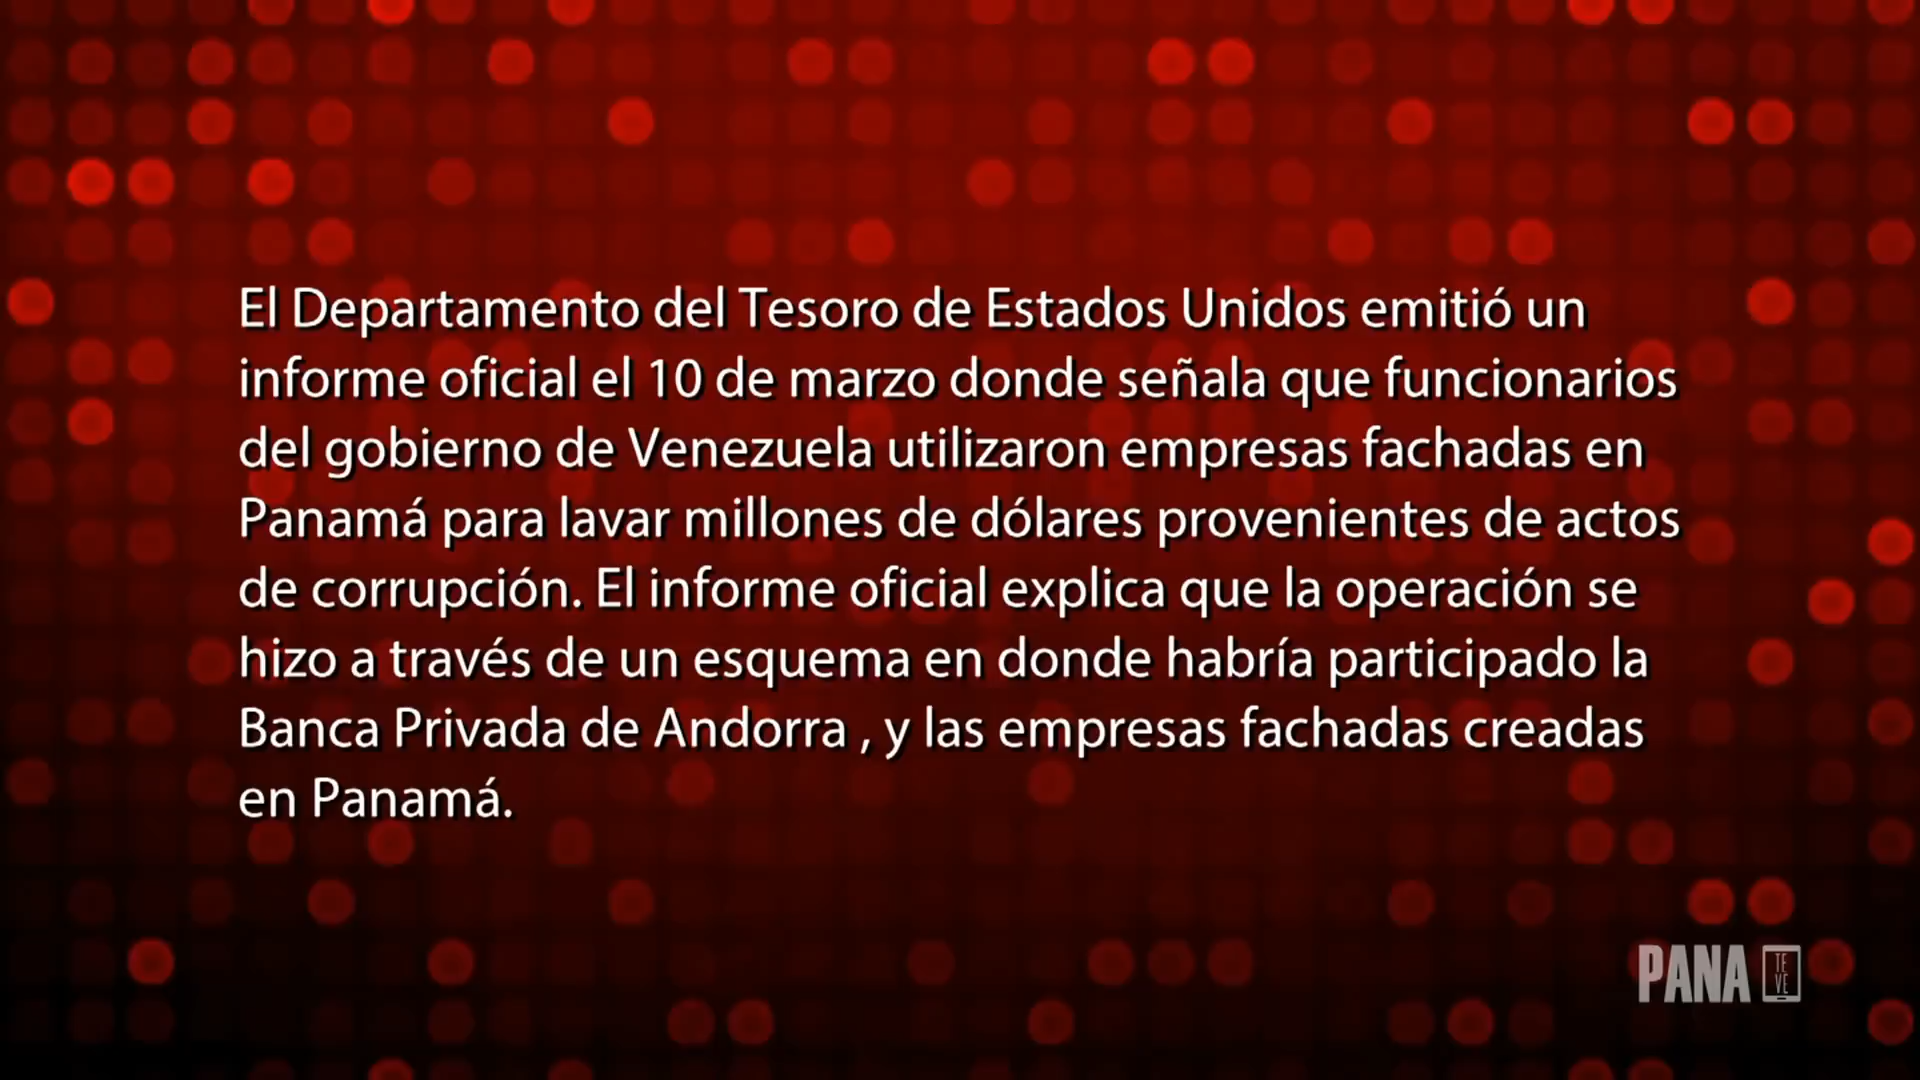 El Departamento del Tesoro de Estados Unidos emitió un
informe oficial el 10 de marzo donde señala que funcionarios
del gobierno de Venezuela utilizaron empresas fachadas en
Panamá para lavar millones de dólares provenientes de actos
de corrupción. El informe oficial explica que la operación se
hizo a través de un esquema en donde habría participado la
Banca Privada de Andorra , y las empresas fachadas creadas
en Panamá.
PANA TE VE